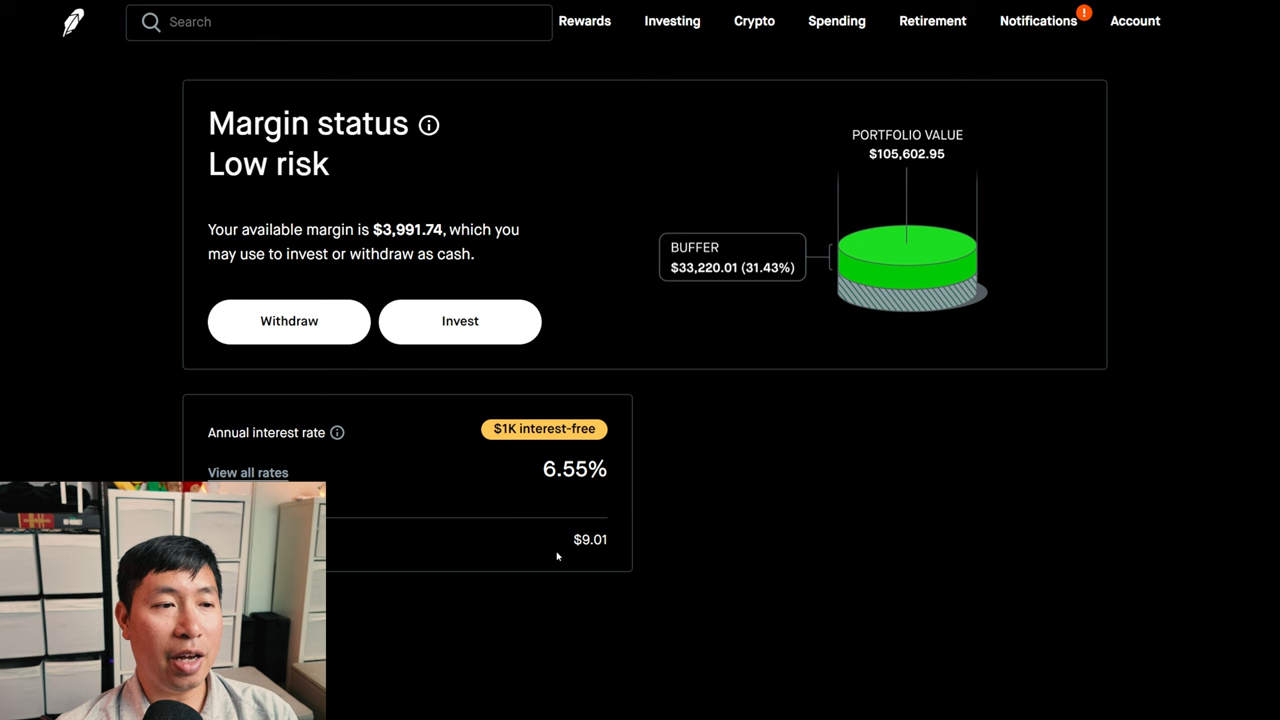 Search
Rewards
Investing
Crypto
Spending
Retirement
Notifications
!
Account
Margin status
Low risk
Your available margin is $3,991.74, which you
may use to invest or withdraw as cash.
Withdraw
Invest
PORTFOLIO VALUE
$105,602.95
BUFFER
$33,220.01 (31.43%)
Annual interest rate
$1K interest-free
View all rates
6.55%
$9.01